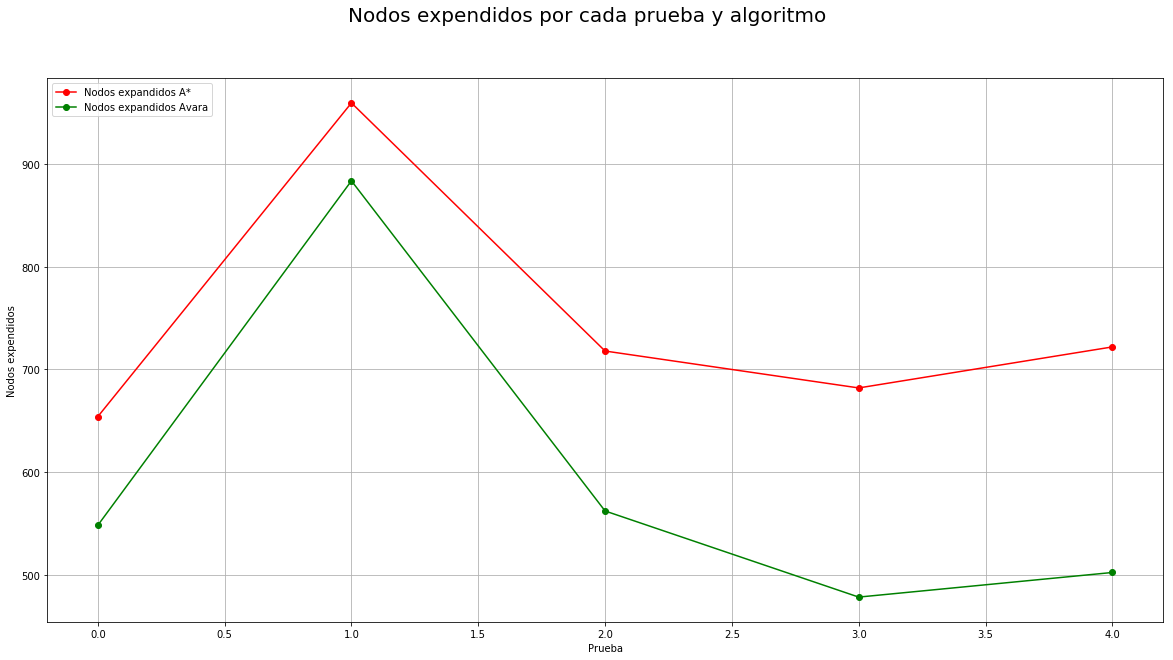 Nodos expendidos por cada prueba y algoritmo
Nodos expandidos A*
Nodos expandidos Avara
Nodos expendidos
900
800
700
600
500
0.0 0.5 1.0 1.5 2.0 2.5 3.0 3.5 4.0
Prueba